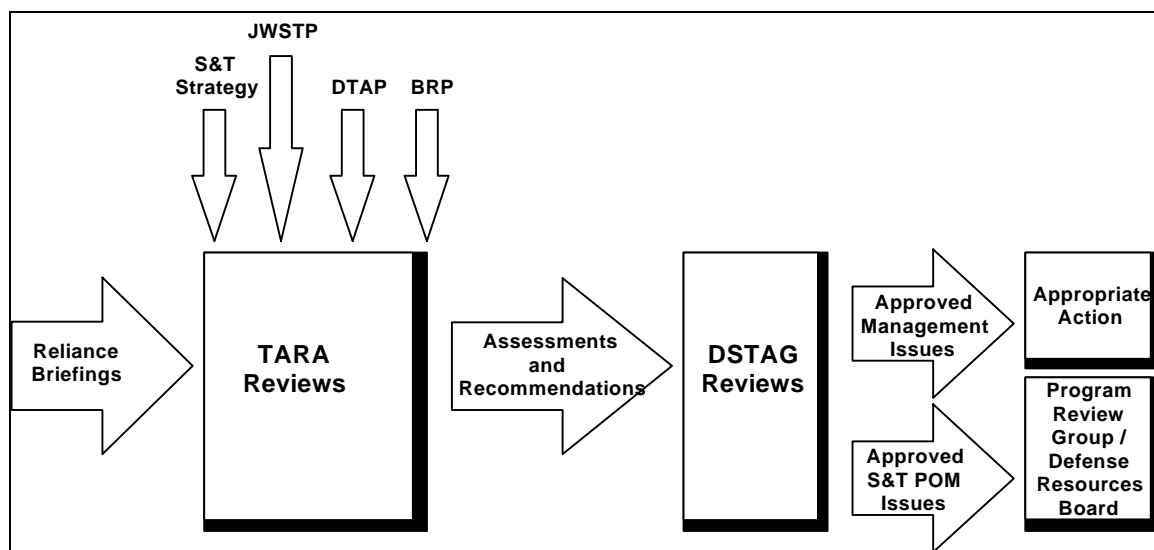 JWSTP
S&T
Strategy
DTAP
BRP
Reliance
Briefings
TARA
Reviews
Assessments
and
Recommendations
DSTAG
Reviews
Approved
Management
Issues
Appropriate
Action
Approved
S&T POM
Issues
Program
Review
Group /
Defense
Resources
Board